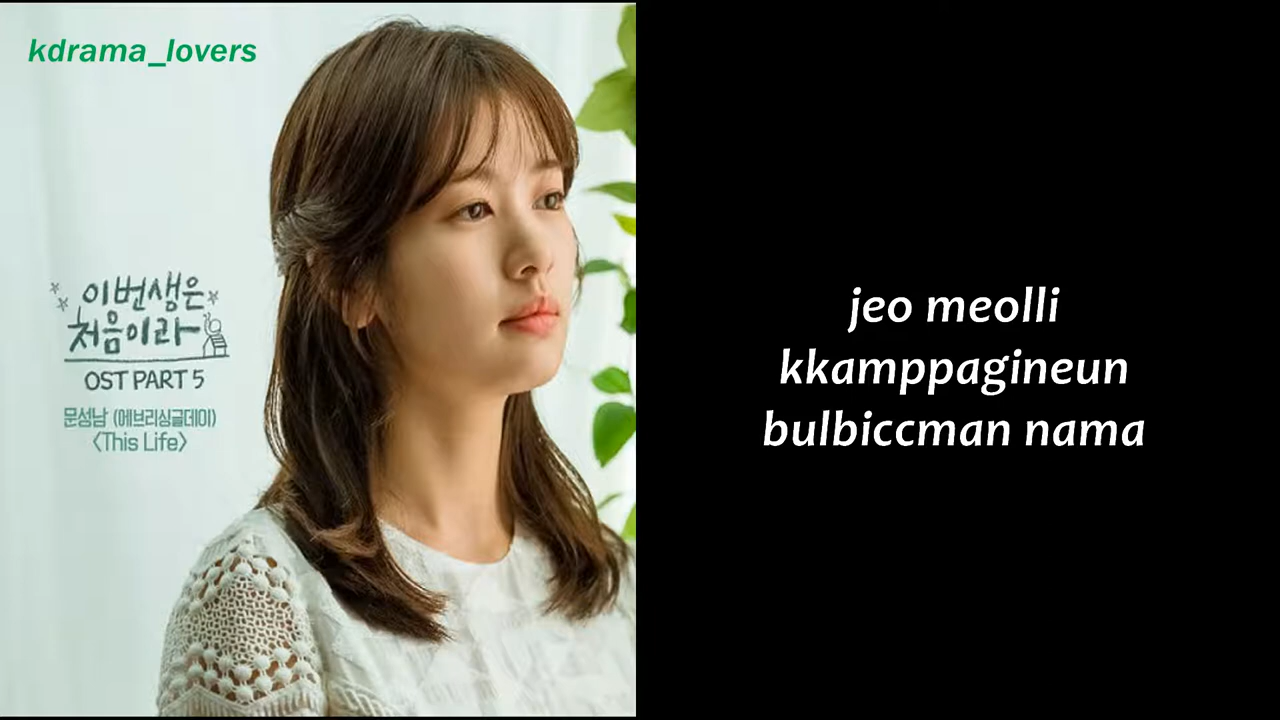 kdrama_lovers
이번생은
처음이라
OST PART 5
문성남 (에브리싱글데이)
<This Life>
jeo meolli
kkamppagineun
bulbiccman nama